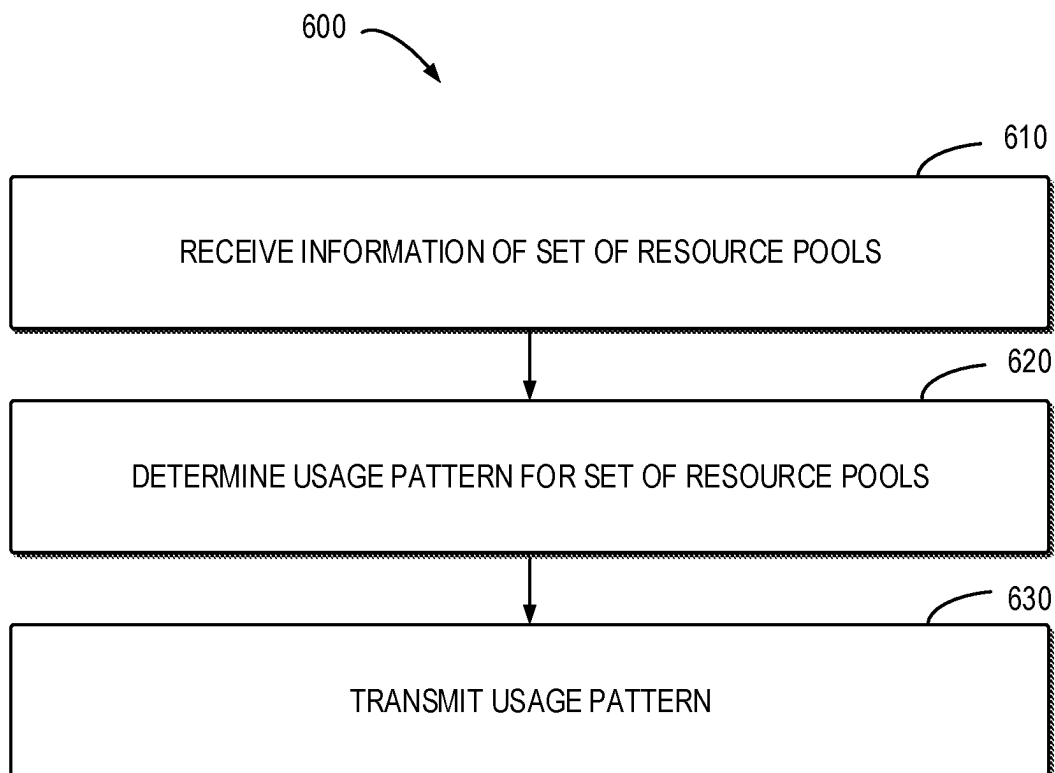 600
610
RECEIVE INFORMATION OF SET OF RESOURCE POOLS
620
DETERMINE USAGE PATTERN FOR SET OF RESOURCE POOLS
630
TRANSMIT USAGE PATTERN